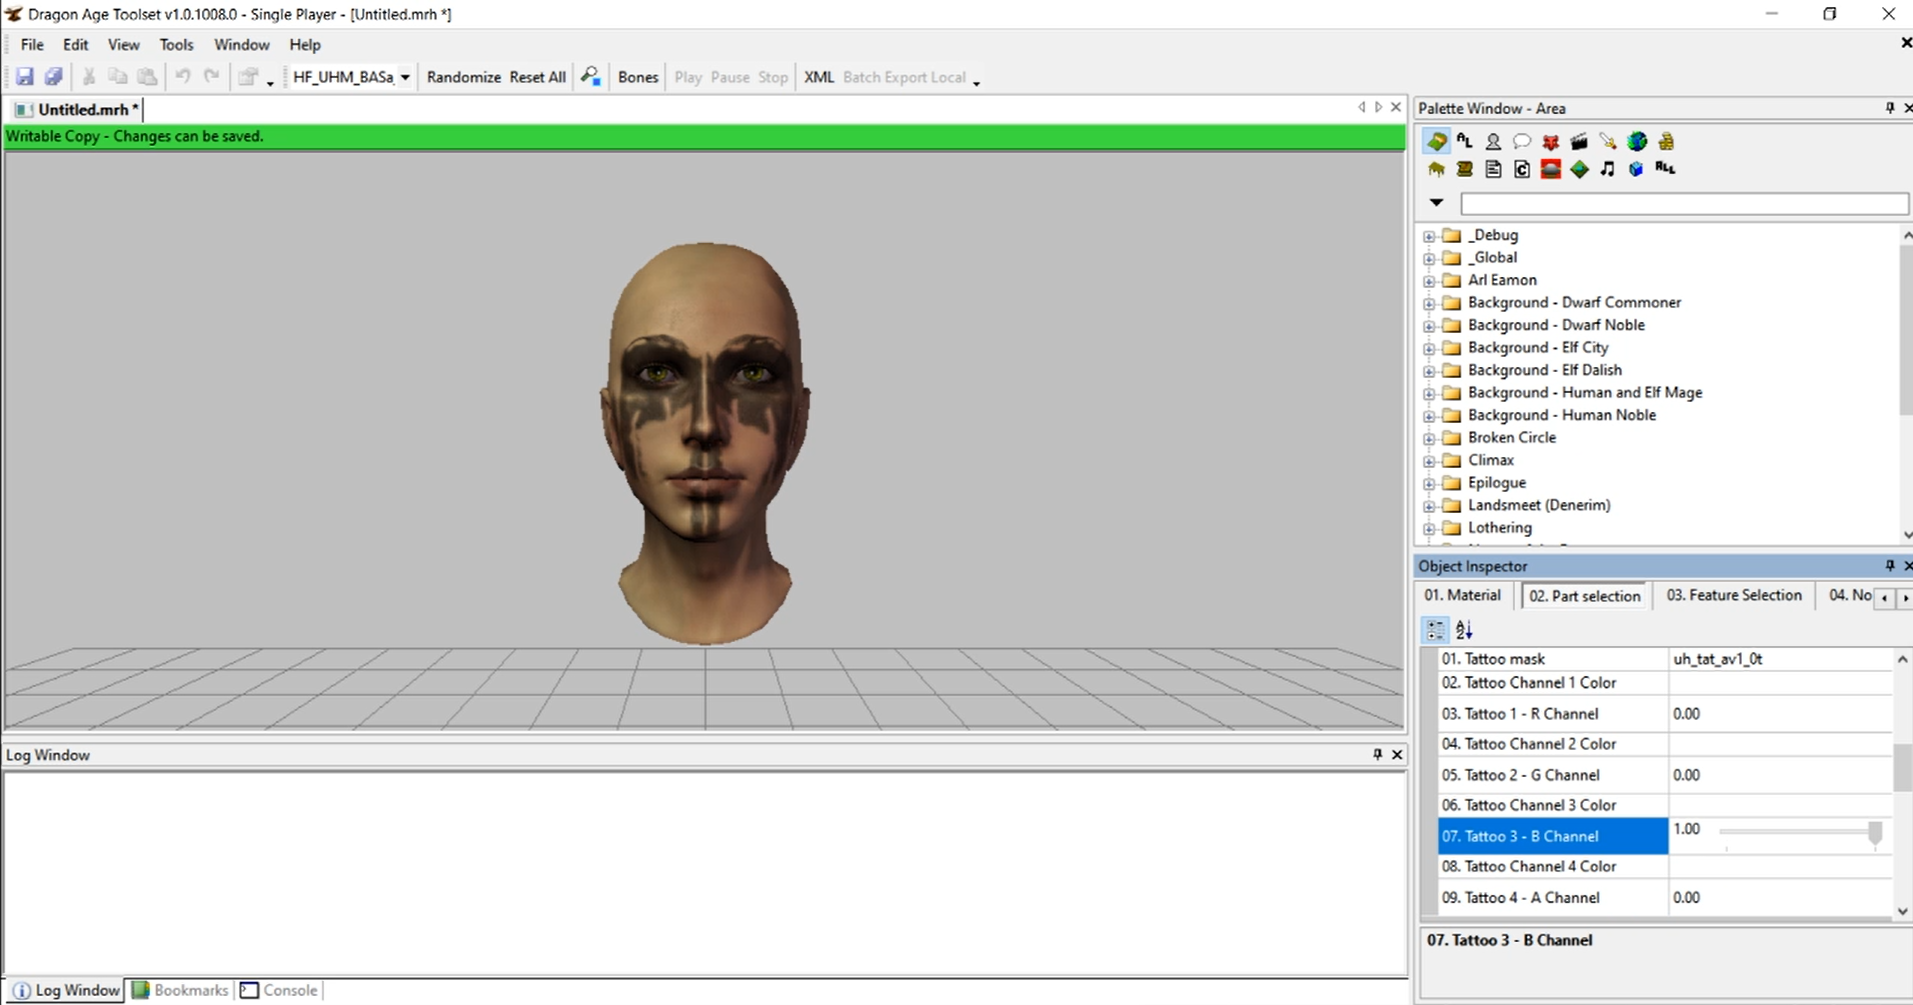 Dragon Age Toolset v1.0.1008.0 - Single Player - [Untitled.mrh *]
File Edit View Tools Window Help
HF_UHM_BASa Randomize Reset All Bones Play Pause Stop XML Batch Export Local
Untitled.mrh *
Writable Copy - Changes can be saved.
Palette Window - Area
_Debug
_Global
Arl Eamon
Background - Dwarf Commoner
Background - Dwarf Noble
Background - Elf City
Background - Elf Dalish
Background - Human and Elf Mage
Background - Human Noble
Broken Circle
Climax
Epilogue
Landsmeet (Denerim)
Lothering
Object Inspector
01. Material 02. Part selection 03. Feature Selection 04. No
01. Tattoo mask uh_tat_av1_0t
02. Tattoo Channel 1 Color
03. Tattoo 1 - R Channel 0.00
04. Tattoo Channel 2 Color
05. Tattoo 2 - G Channel 0.00
06. Tattoo Channel 3 Color
07. Tattoo 3 - B Channel 1.00
08. Tattoo Channel 4 Color
09. Tattoo 4 - A Channel 0.00
07. Tattoo 3 - B Channel
Log Window
Log Window Bookmarks Console